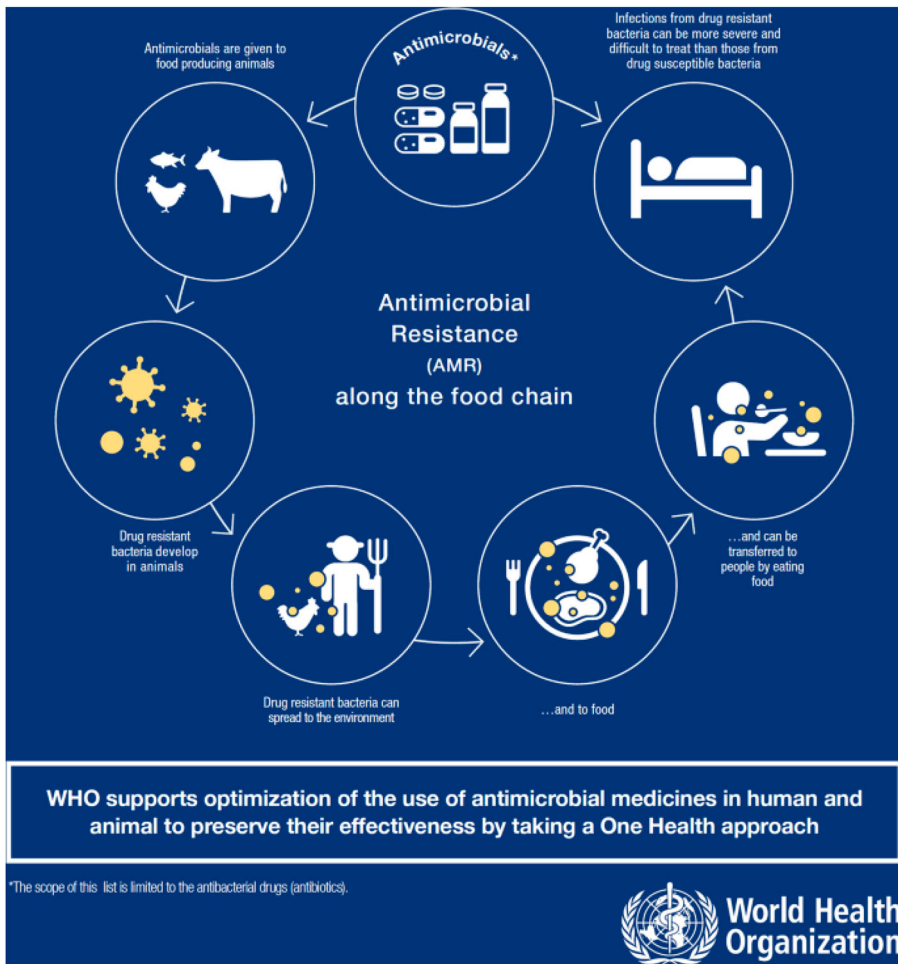 Antimicrobials*
Antimicrobials are given to
food producing animals
Infections from drug resistant
bacteria can be more severe and
difficult to treat than those from
drug susceptible bacteria
Antimicrobial
Resistance
(AMR)
along the food chain
Drug resistant
bacteria develop
in animals
Drug resistant bacteria can
spread to the environment
…and to food
…and can be
transferred to
people by eating
food
WHO supports optimization of the use of antimicrobial medicines in human and
animal to preserve their effectiveness by taking a One Health approach
*The scope of this list is limited to the antibacterial drugs (antibiotics).
World Health
Organization